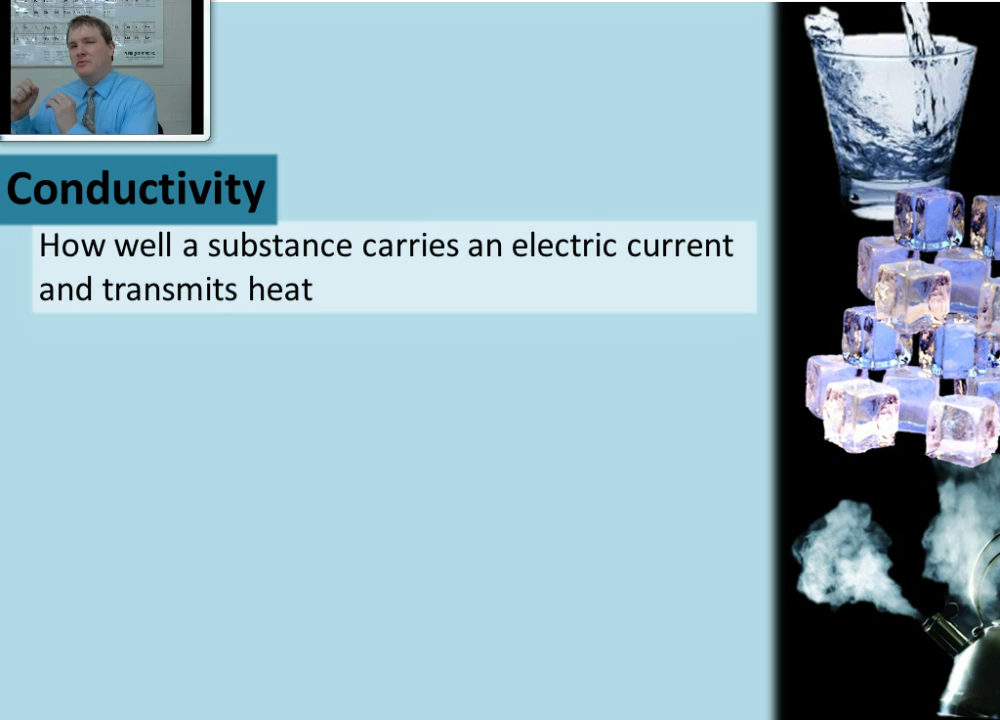 Conductivity
How well a substance carries an electric current
and transmits heat